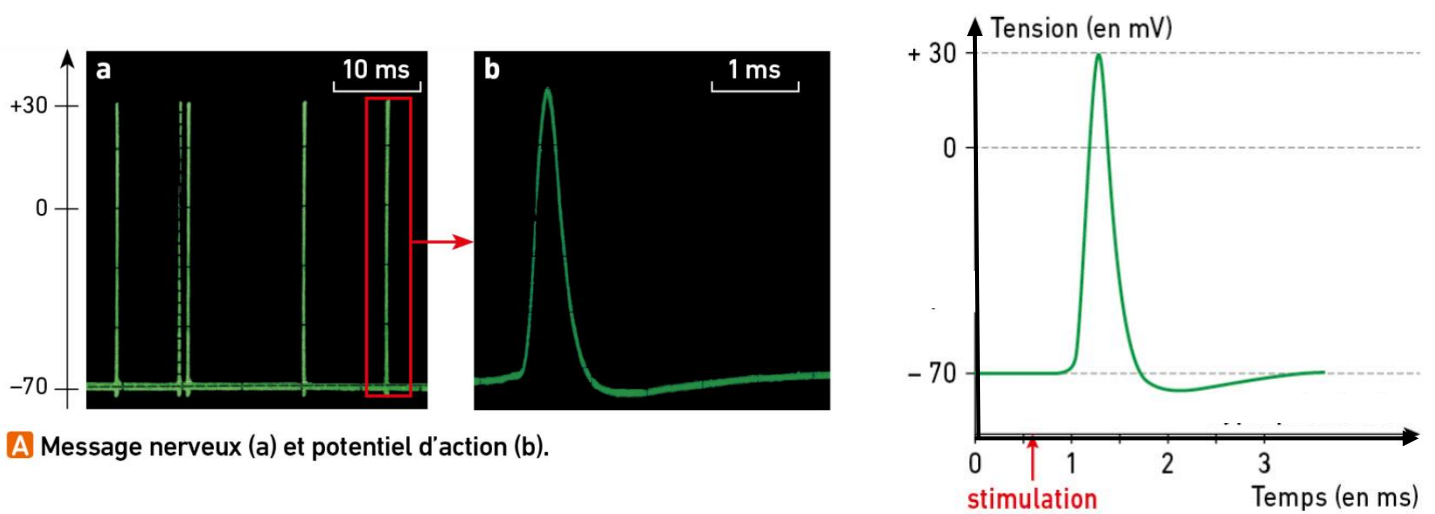 a
10 ms
b
1 ms
+30
0
–70
A Message nerveux (a) et potentiel d’action (b).
Tension (en mV)
+ 30
0
– 70
0
1
2
3
stimulation
Temps (en ms)